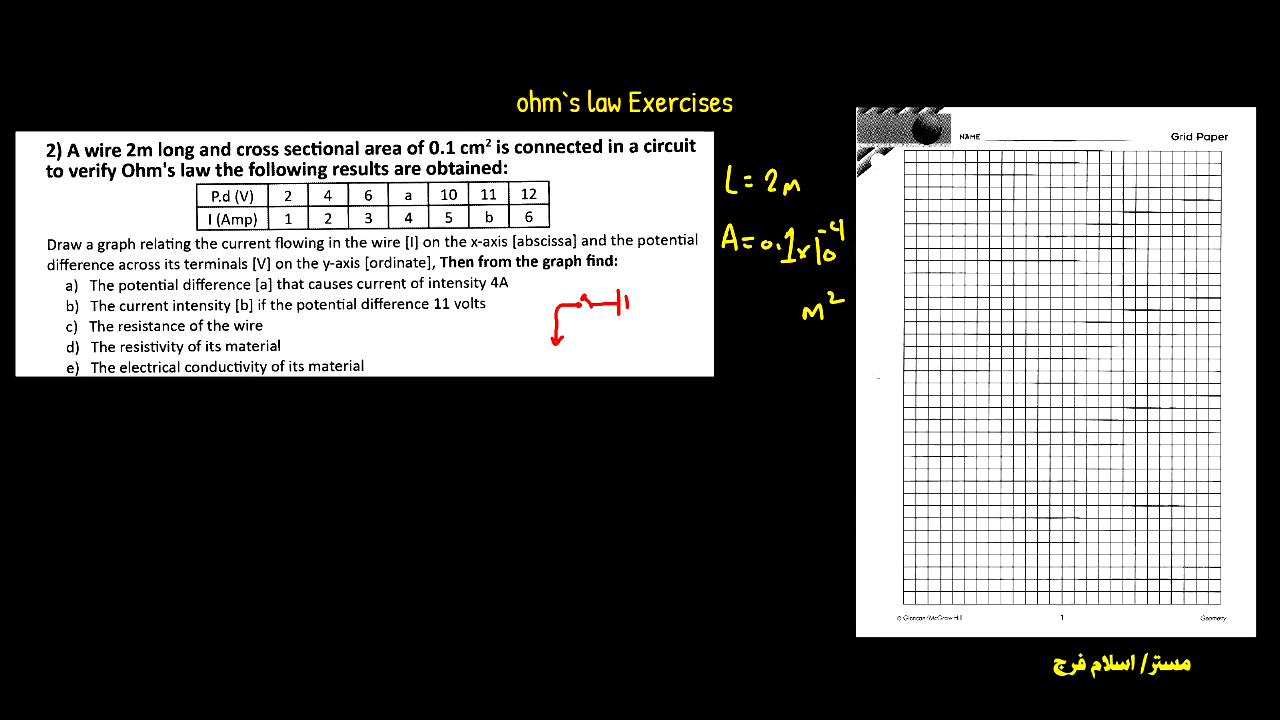 ohm`s law Exercises
2) A wire 2m long and cross sectional area of 0.1 cm² is connected in a circuit
to verify Ohm's law the following results are obtained:
P.d (V) 2 4 6 a 10 11 12
I (Amp) 1 2 3 4 5 b 6
Draw a graph relating the current flowing in the wire [I] on the x-axis [abscissa] and the potential
difference across its terminals [V] on the y-axis [ordinate], Then from the graph find:
a) The potential difference [a] that causes current of intensity 4A
b) The current intensity [b] if the potential difference 11 volts
c) The resistance of the wire
d) The resistivity of its material
e) The electrical conductivity of its material
L = 2m
A = 0.1x10⁻⁴
m²
NAME
Grid Paper
© Glencoe/McGraw-Hill
1
Geometry
مستر/ اسلام فرج